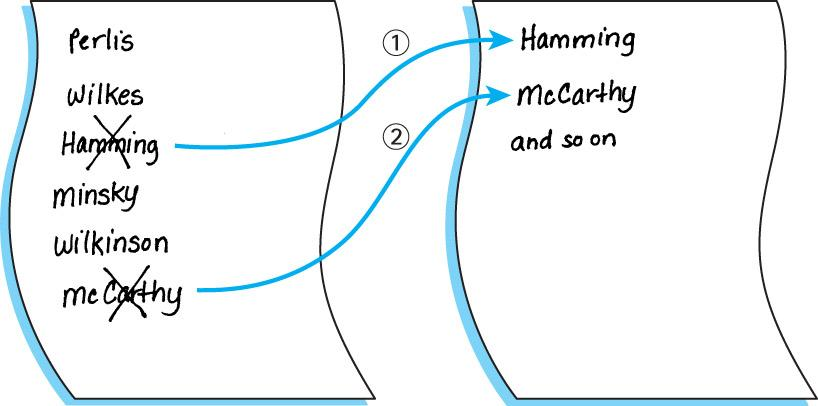 Perlis
Wilkes
Hamming
Minsky
Wilkinson
McCarthy
1
2
Hamming
McCarthy
and so on